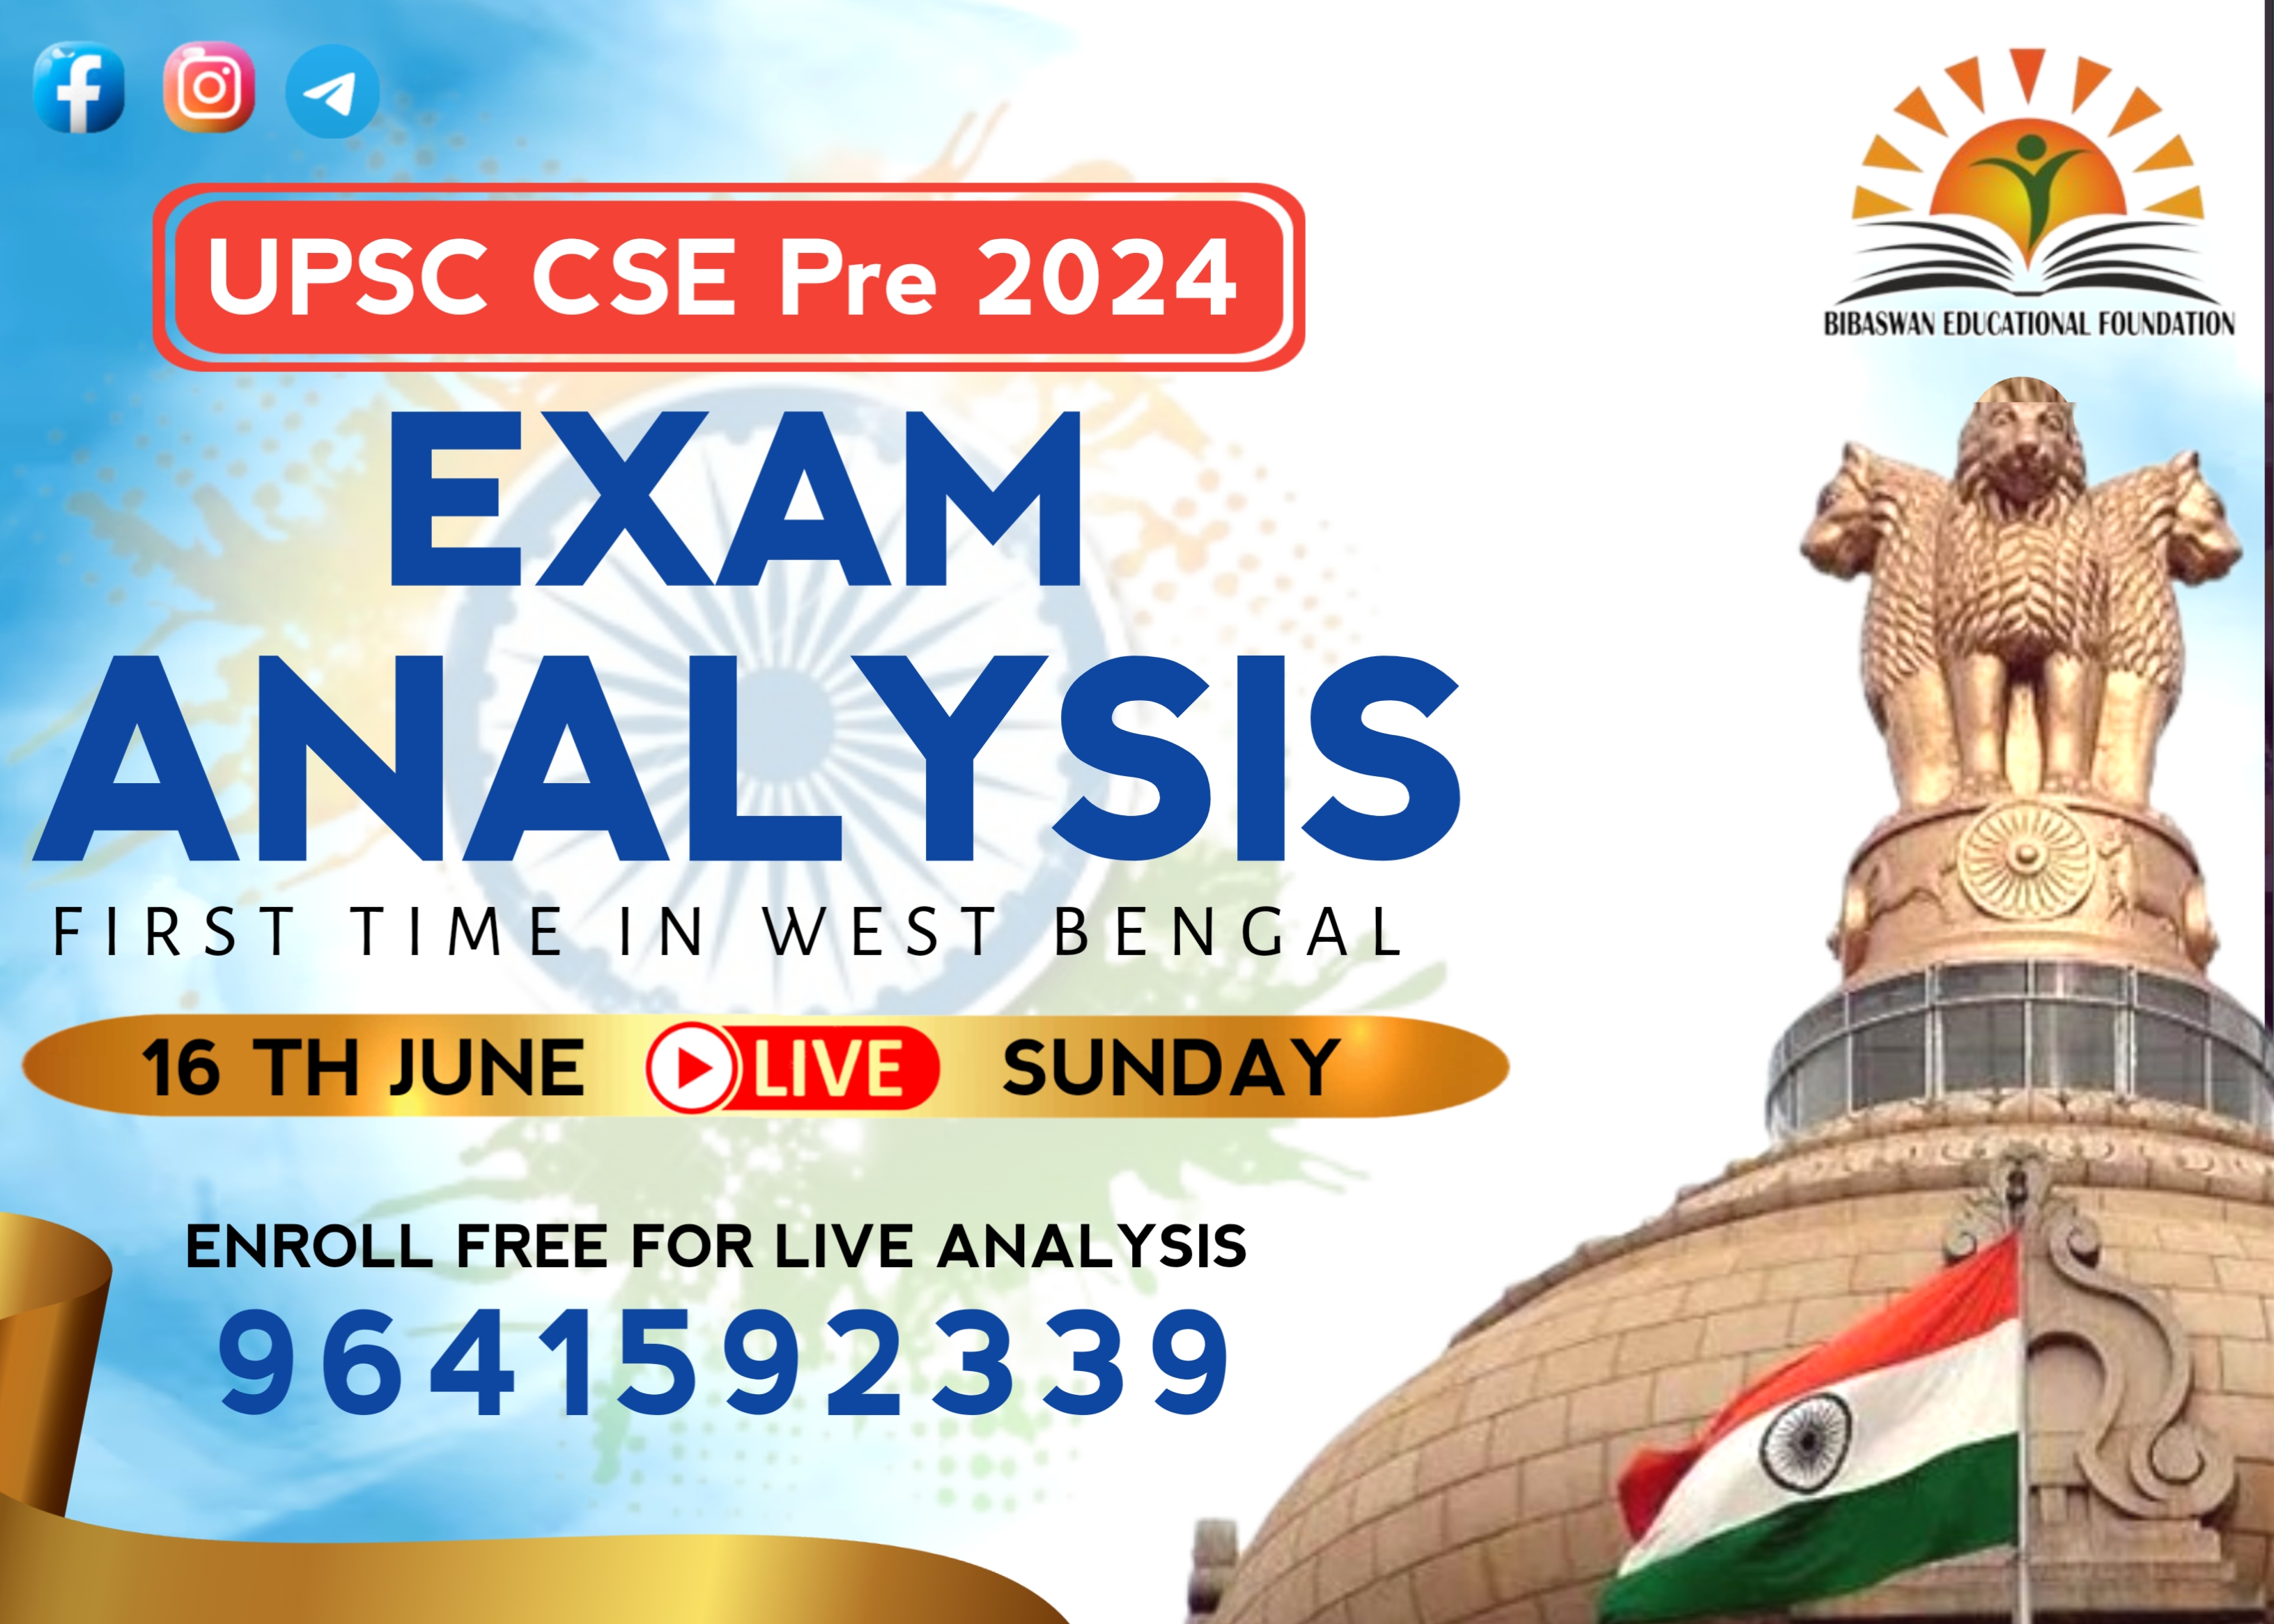 UPSC CSE Pre 2024
BIBASWAN EDUCATIONAL FOUNDATION
EXAM
ANALYSIS
FIRST TIME IN WEST BENGAL
16 TH JUNE LIVE SUNDAY
ENROLL FREE FOR LIVE ANALYSIS
9641592339